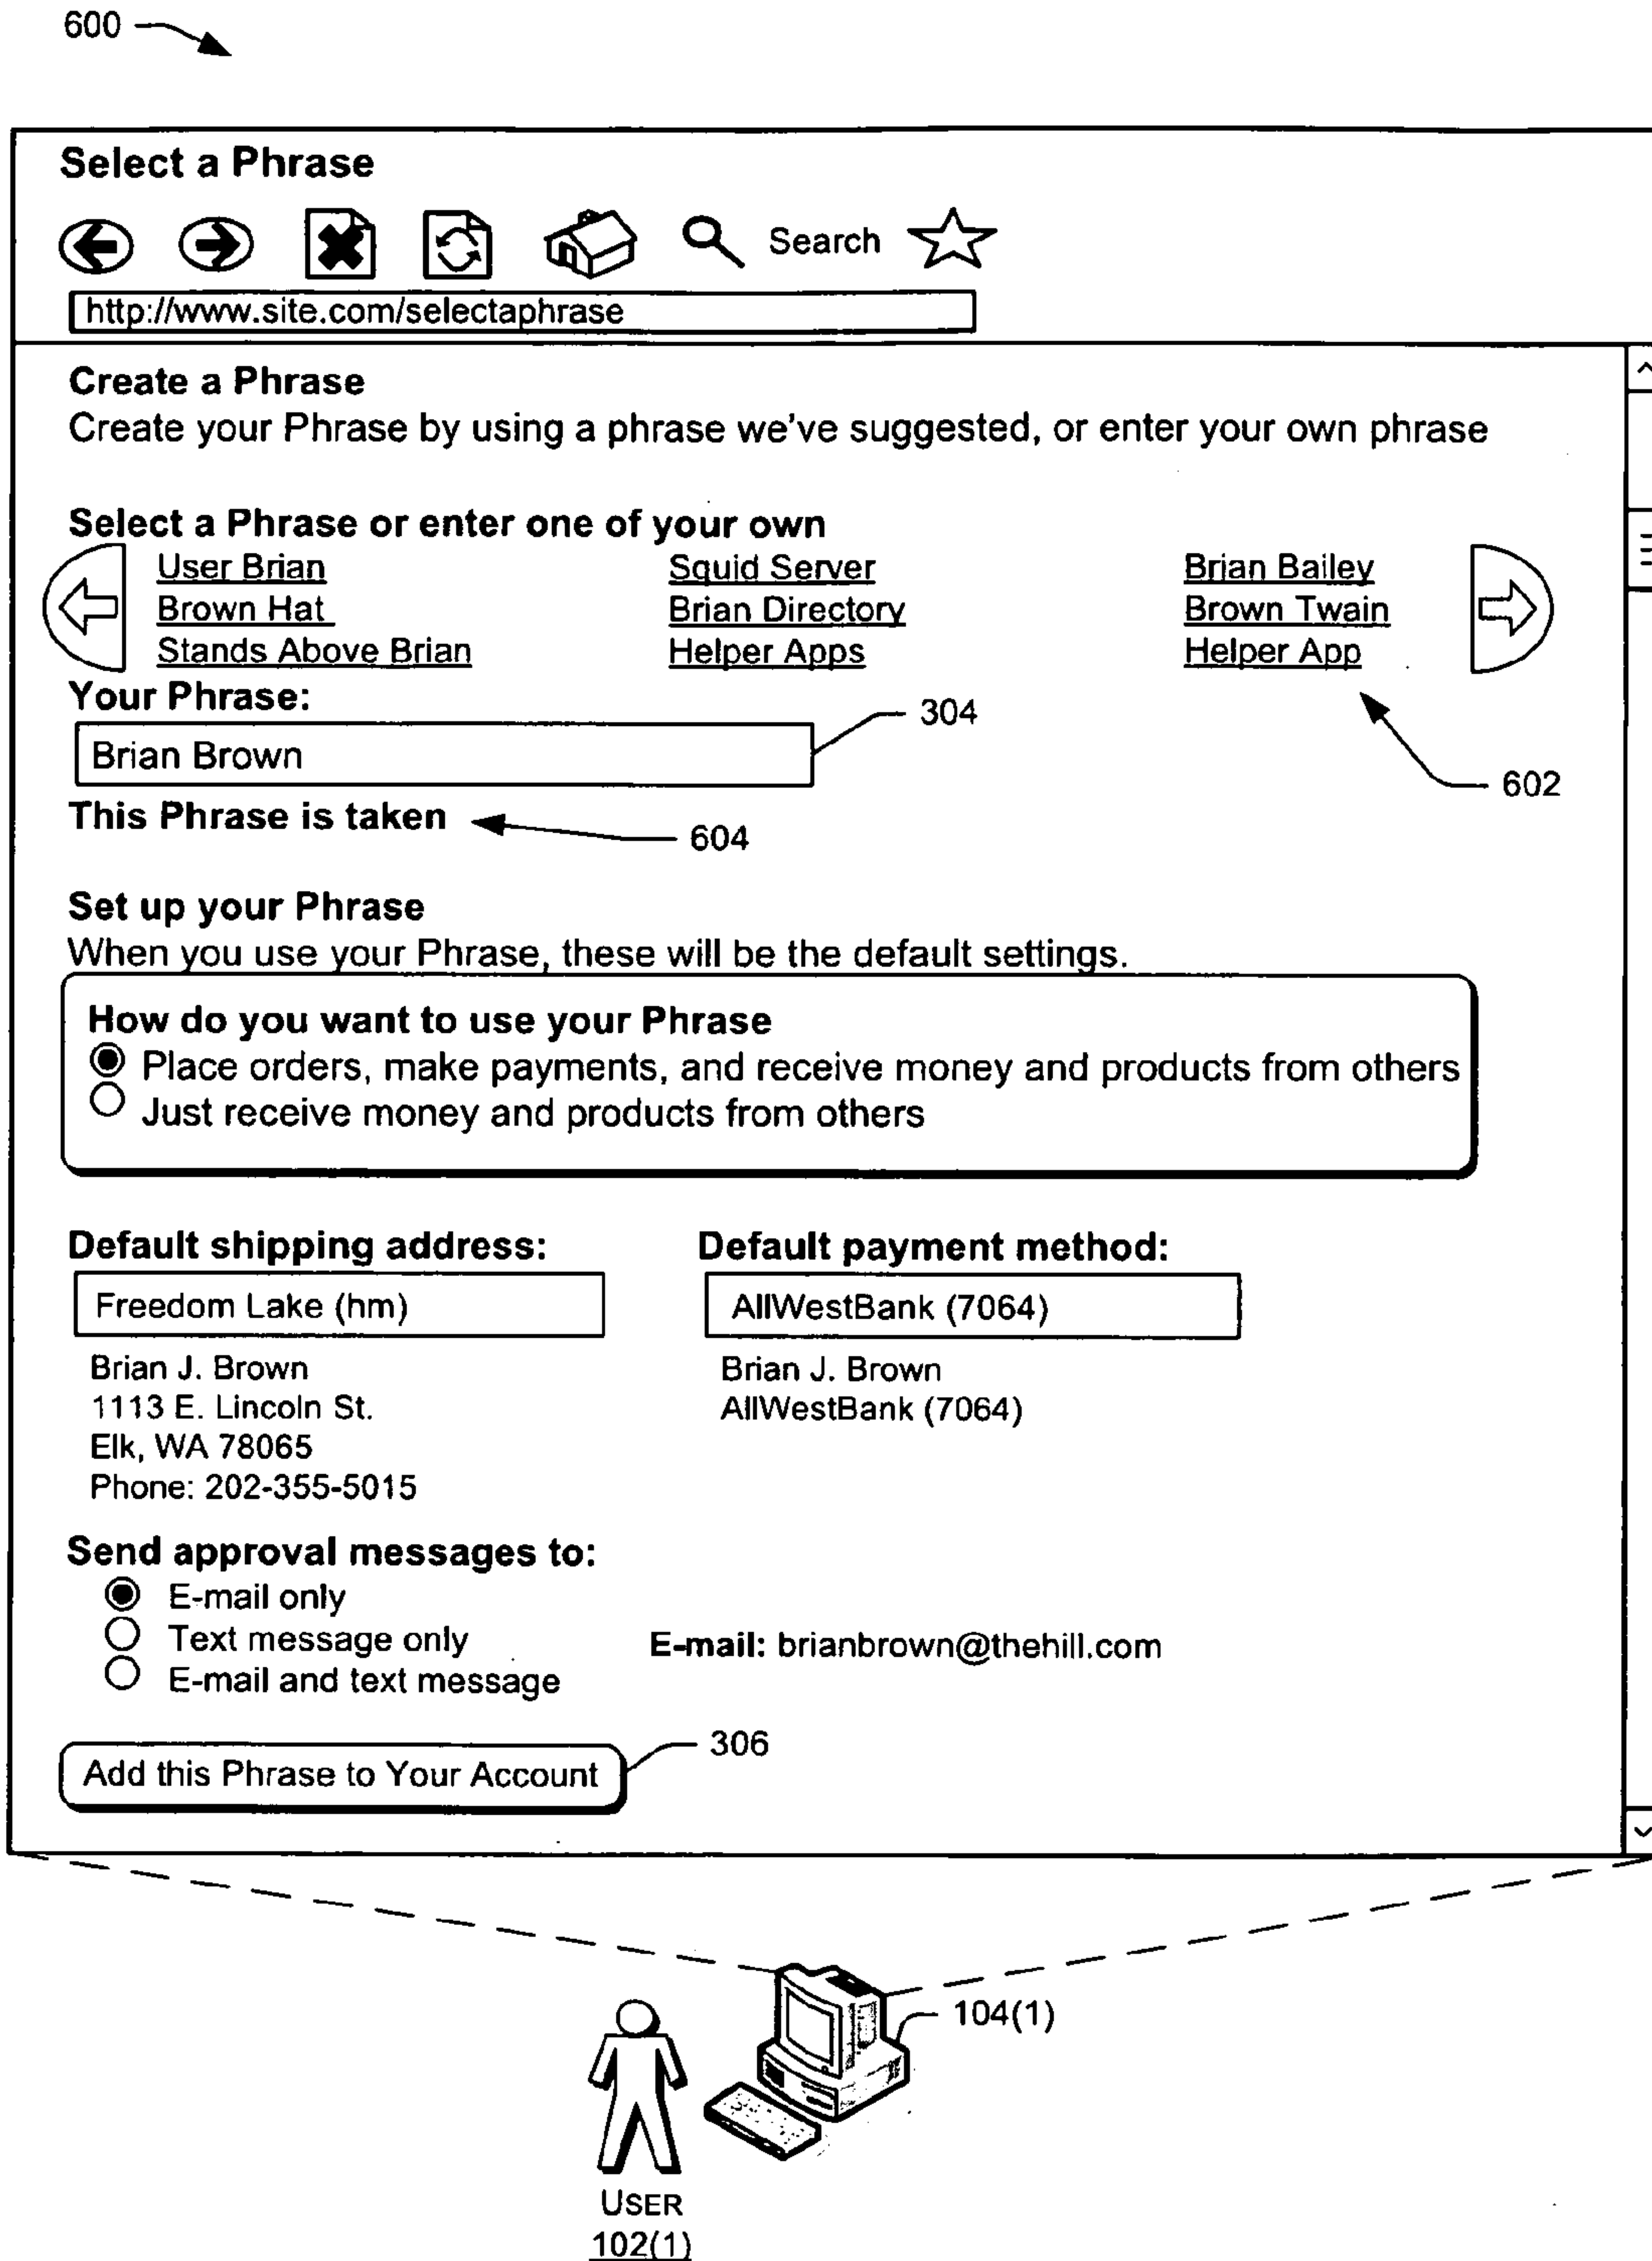 600
Select a Phrase
Search
http://www.site.com/selectaphrase
Create a Phrase
Create your Phrase by using a phrase we've suggested, or enter your own phrase
Select a Phrase or enter one of your own
User Brian Squid Server Brian Bailey
Brown Hat Brian Directory Brown Twain
Stands Above Brian Helper Apps Helper App
Your Phrase:
304
Brian Brown
602
This Phrase is taken
604
Set up your Phrase
When you use your Phrase, these will be the default settings.
How do you want to use your Phrase
Place orders, make payments, and receive money and products from others
Just receive money and products from others
Default shipping address: Default payment method:
Freedom Lake (hm) AllWestBank (7064)
Brian J. Brown Brian J. Brown
1113 E. Lincoln St. AllWestBank (7064)
Elk, WA 78065
Phone: 202-355-5015
Send approval messages to:
E-mail only
Text message only E-mail: brianbrown@thehill.com
E-mail and text message
306
Add this Phrase to Your Account
104(1)
USER
102(1)